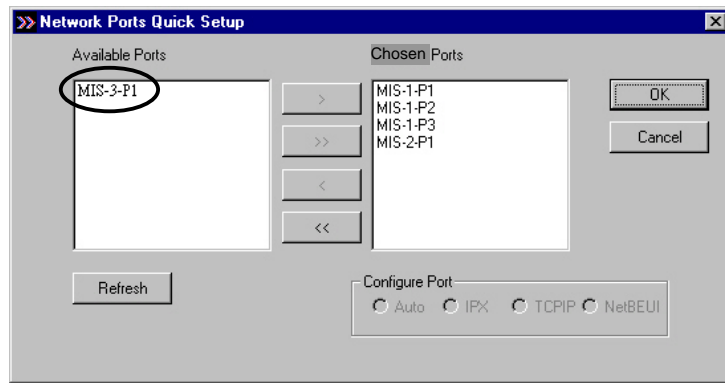 Network Ports Quick Setup
Available Ports
Chosen Ports
MIS-3-P1
MIS-1-P1
MIS-1-P2
MIS-1-P3
MIS-2-P1
>
>>
<
<<
OK
Cancel
Refresh
Configure Port
Auto IPX TCPIP NetBEUI